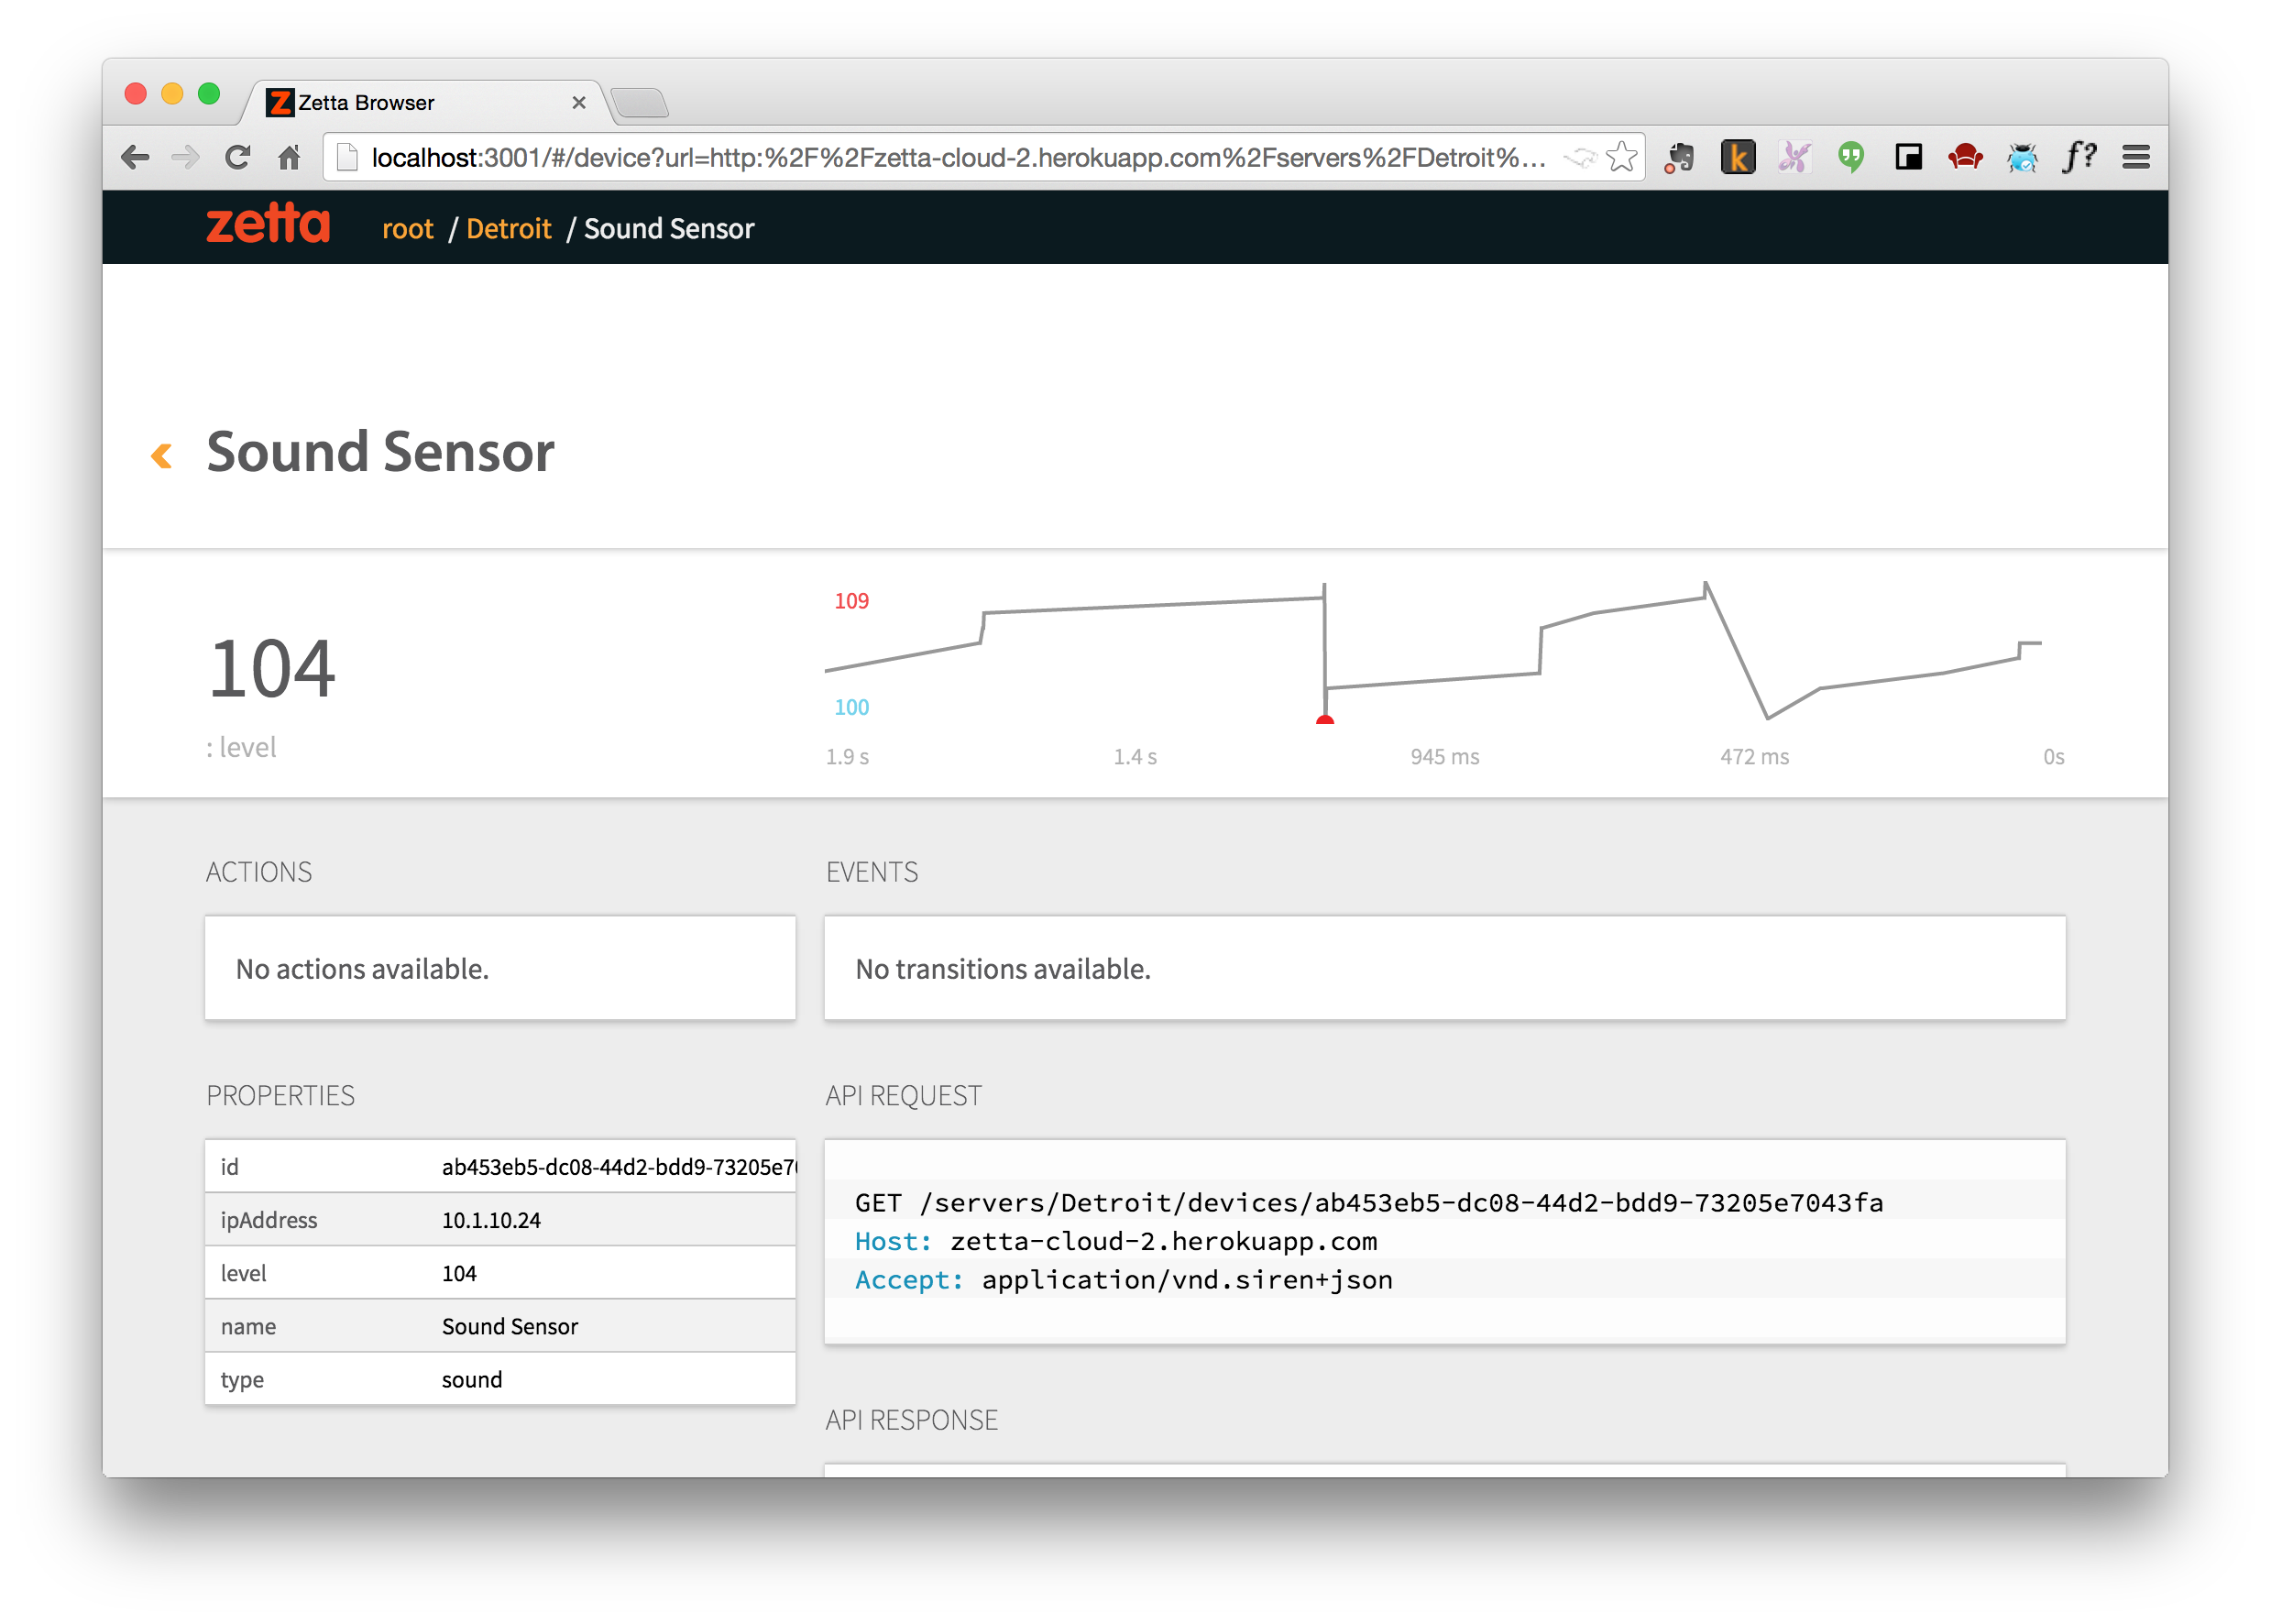 Zetta Browser
localhost:3001/#/device?url=http:%2F%2Fzetta-cloud-2.herokuapp.com%2Fservers%2FDetroit%...
k
f?
zetta root / Detroit / Sound Sensor
Sound Sensor
104
: level
109
100
1.9 s 1.4 s 945 ms 472 ms 0s
ACTIONS
No actions available.
EVENTS
No transitions available.
PROPERTIES
id ab453eb5-dc08-44d2-bdd9-73205e7
ipAddress 10.1.10.24
level 104
name Sound Sensor
type sound
API REQUEST
GET /servers/Detroit/devices/ab453eb5-dc08-44d2-bdd9-73205e7043fa
Host: zetta-cloud-2.herokuapp.com
Accept: application/vnd.siren+json
API RESPONSE